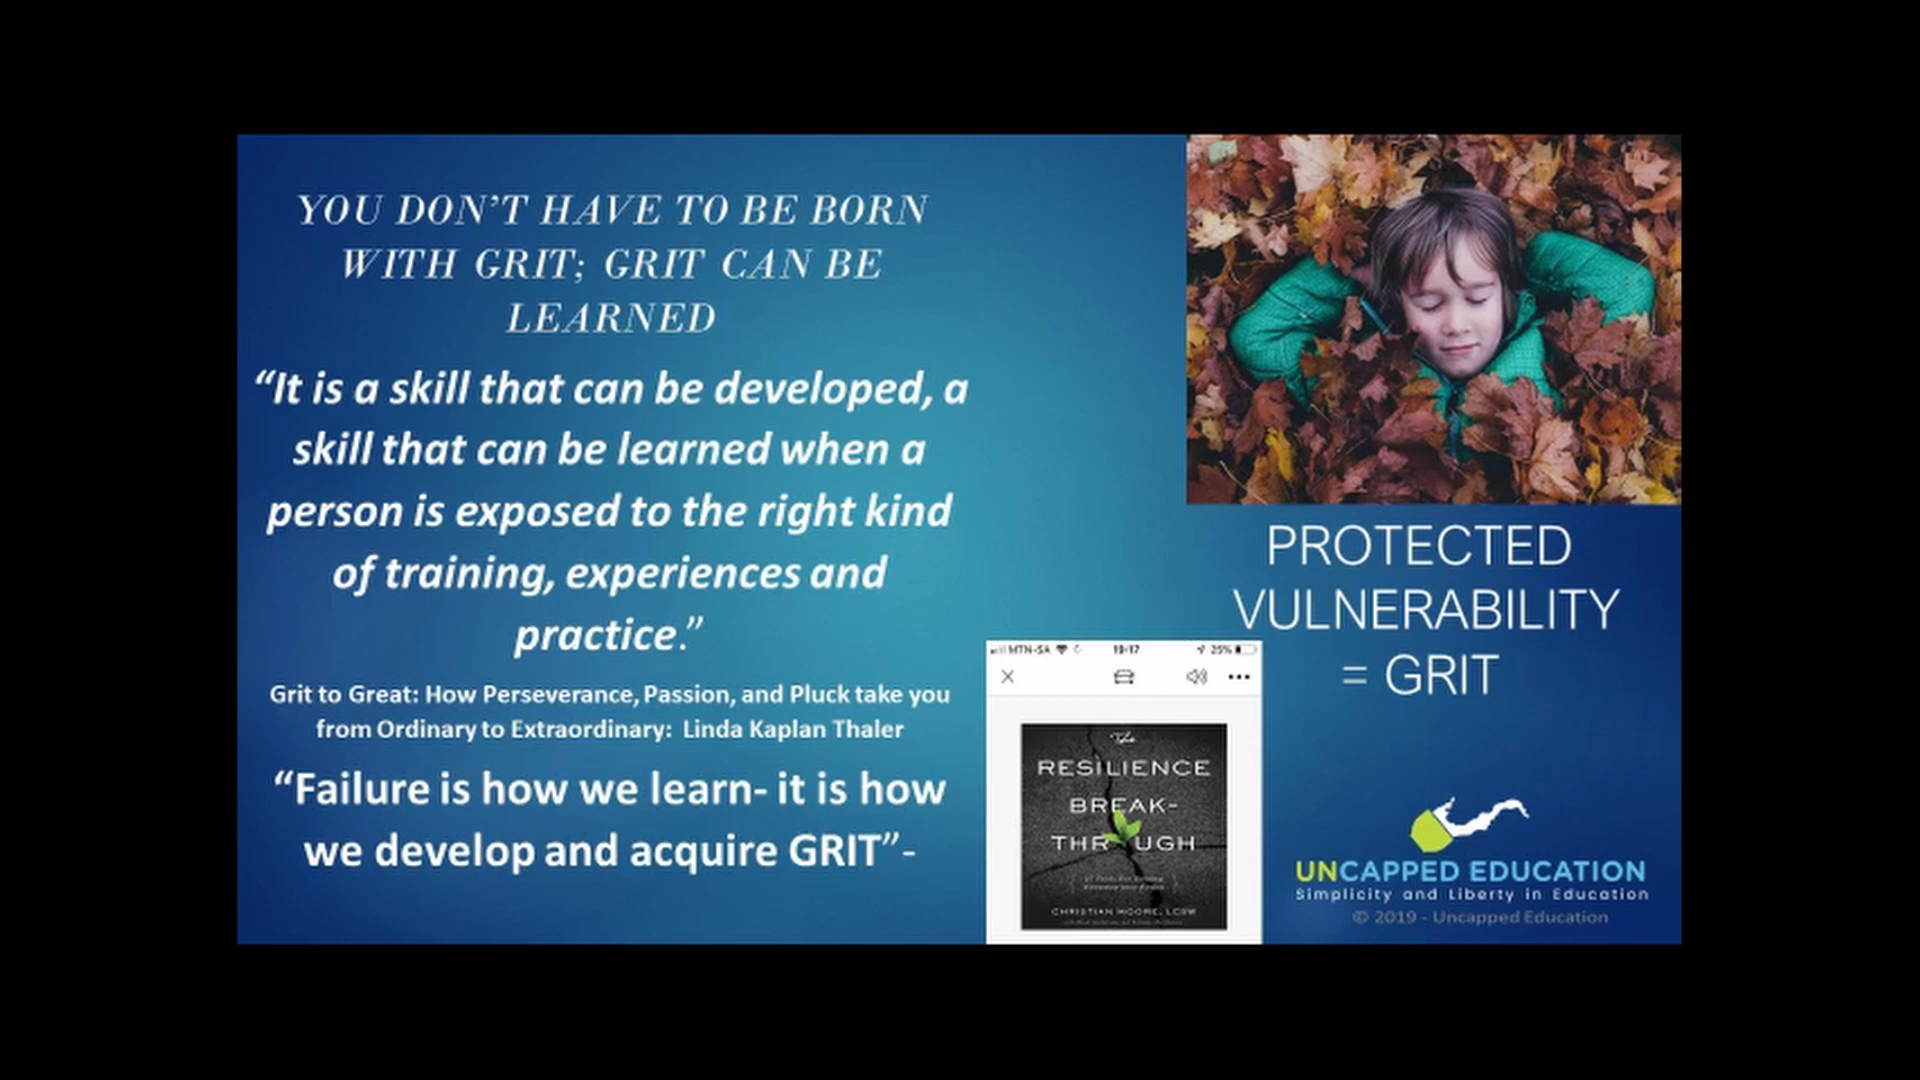 YOU DON'T HAVE TO BE BORN
WITH GRIT; GRIT CAN BE
LEARNED
“It is a skill that can be developed, a
skill that can be learned when a
person is exposed to the right kind
of training, experiences and
practice.”
Grit to Great: How Perseverance, Passion, and Pluck take you
from Ordinary to Extraordinary: Linda Kaplan Thaler
“Failure is how we learn- it is how
we develop and acquire GRIT”-
MTN-SA
19:17
25%
The
RESILIENCE
BREAK-
THROUGH
CHRISTIAN MOORE, LCSW
PROTECTED
VULNERABILITY
= GRIT
UNCAPPED EDUCATION
Simplicity and Liberty in Education
© 2019 - Uncapped Education